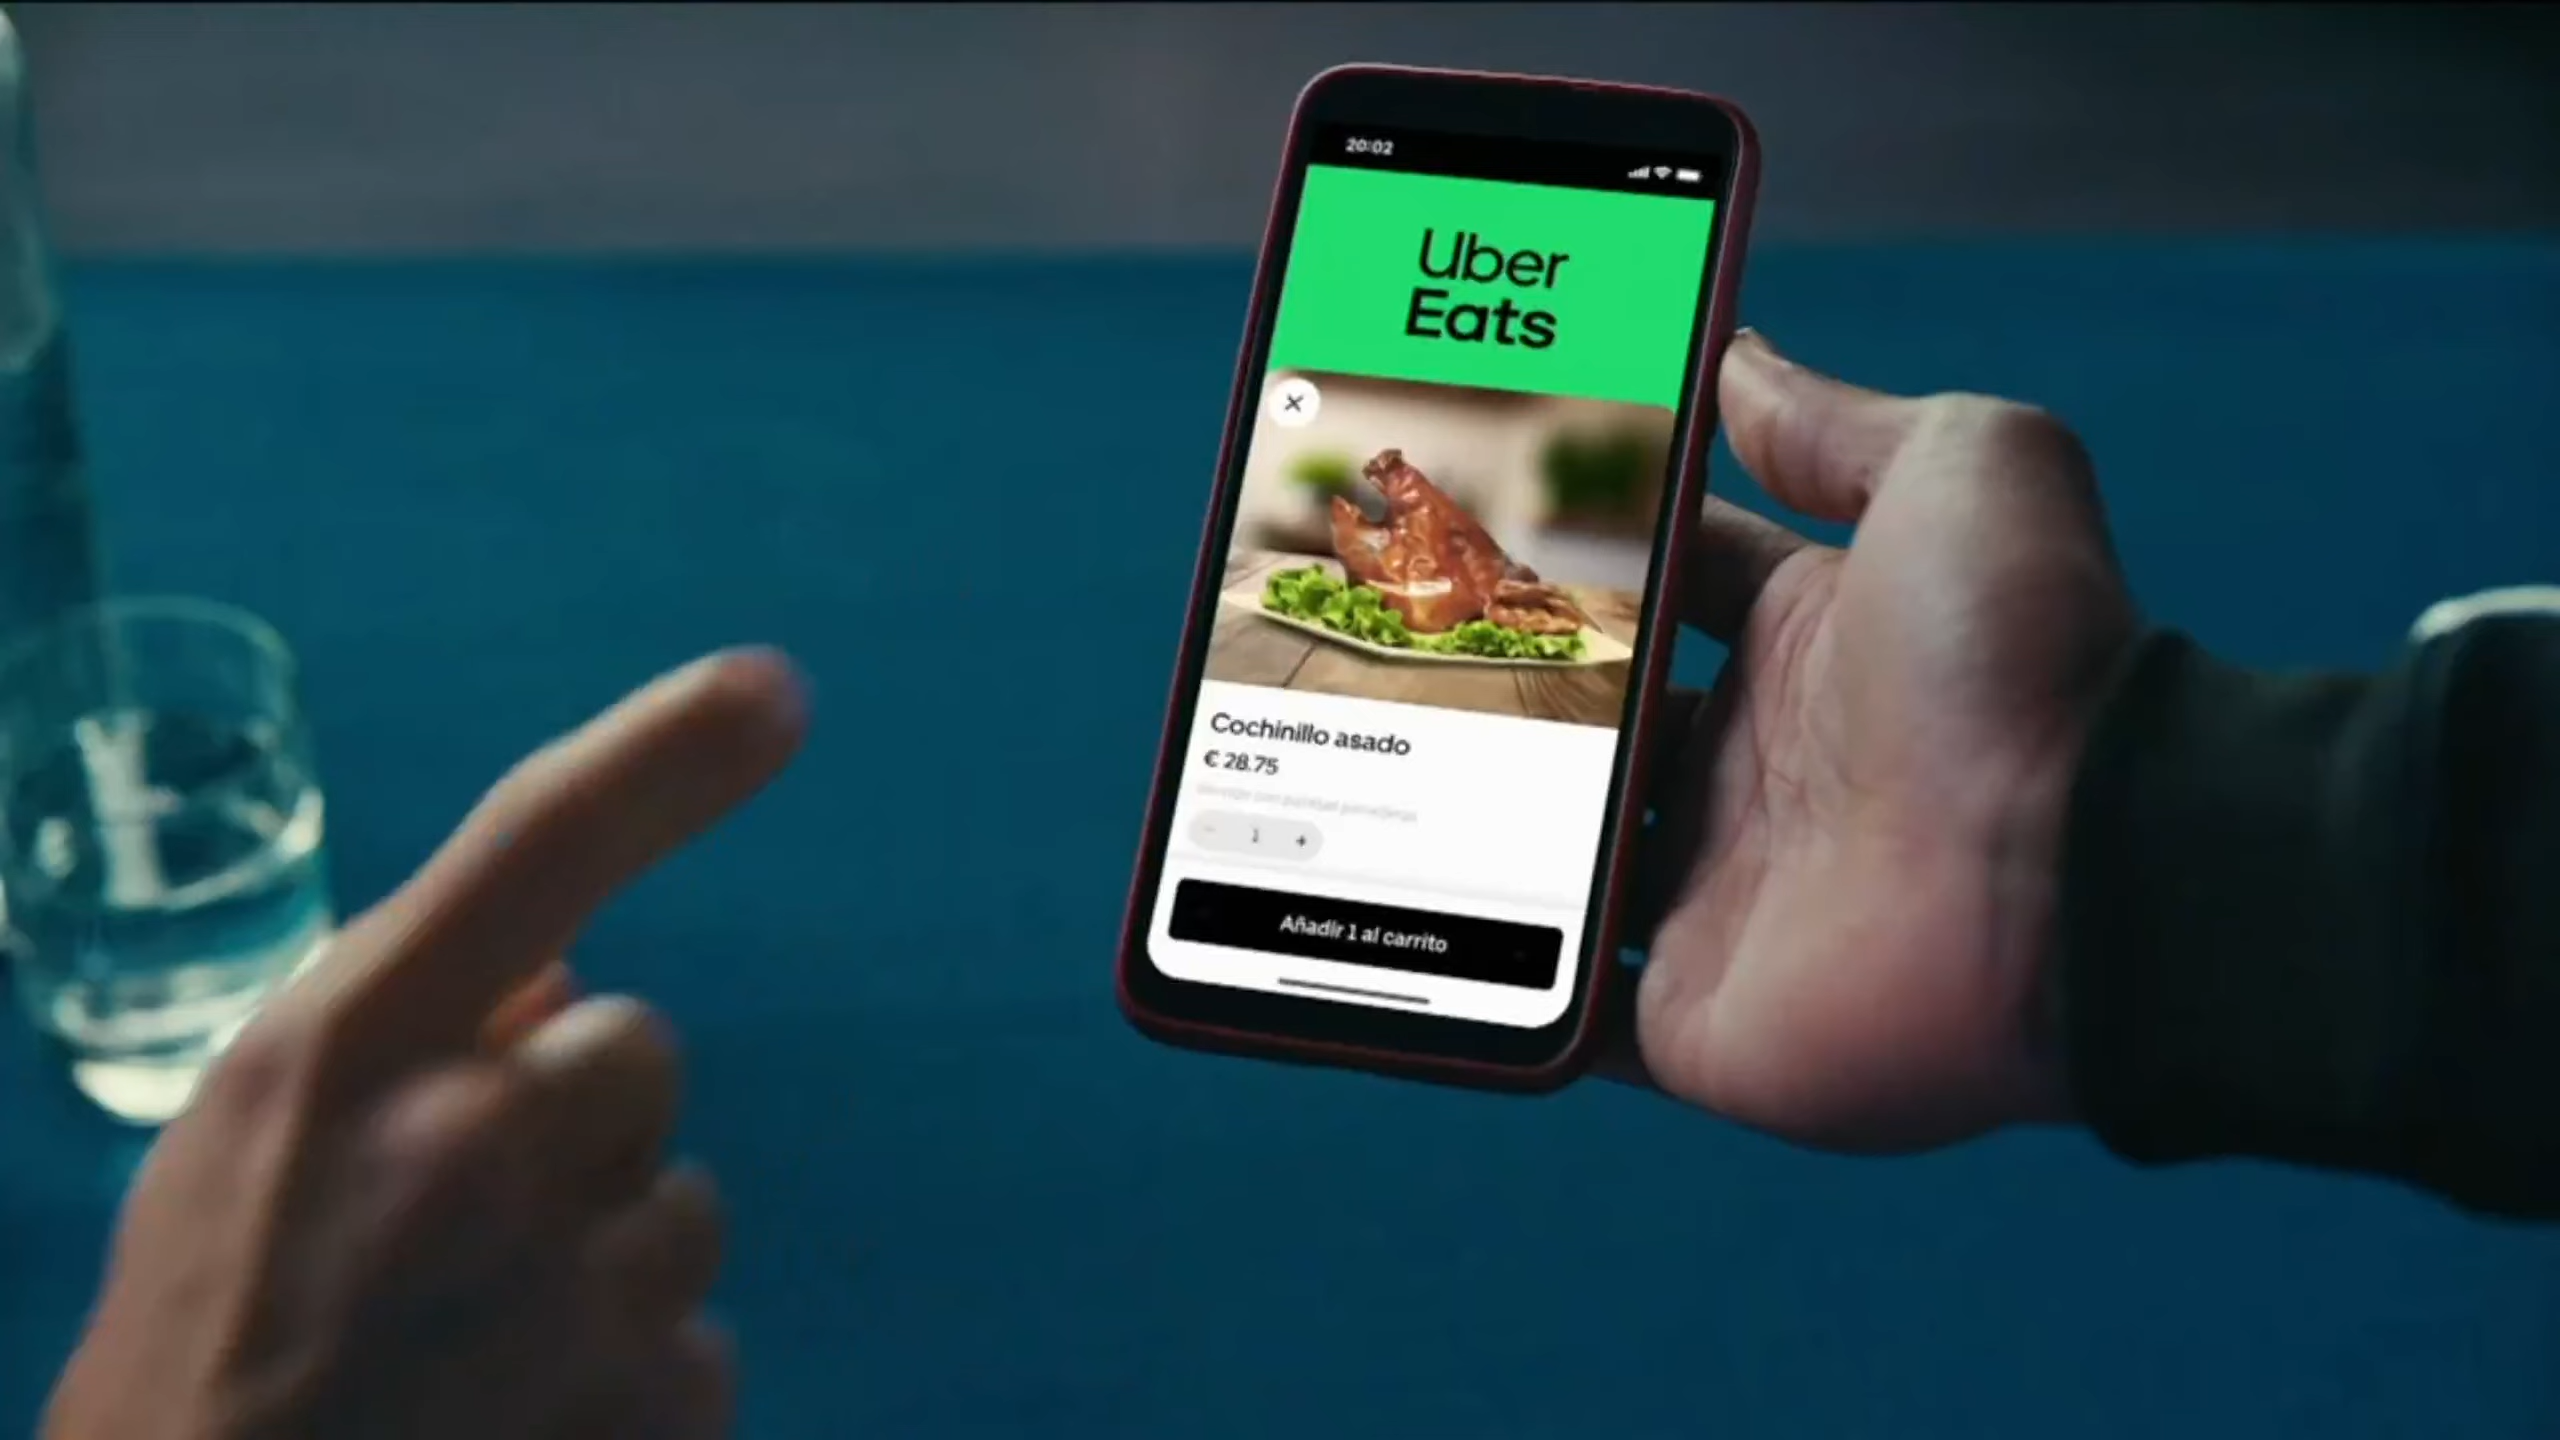 20:02
Uber
Eats
Cochinillo asado
€ 28.75
1
Añadir 1 al carrito